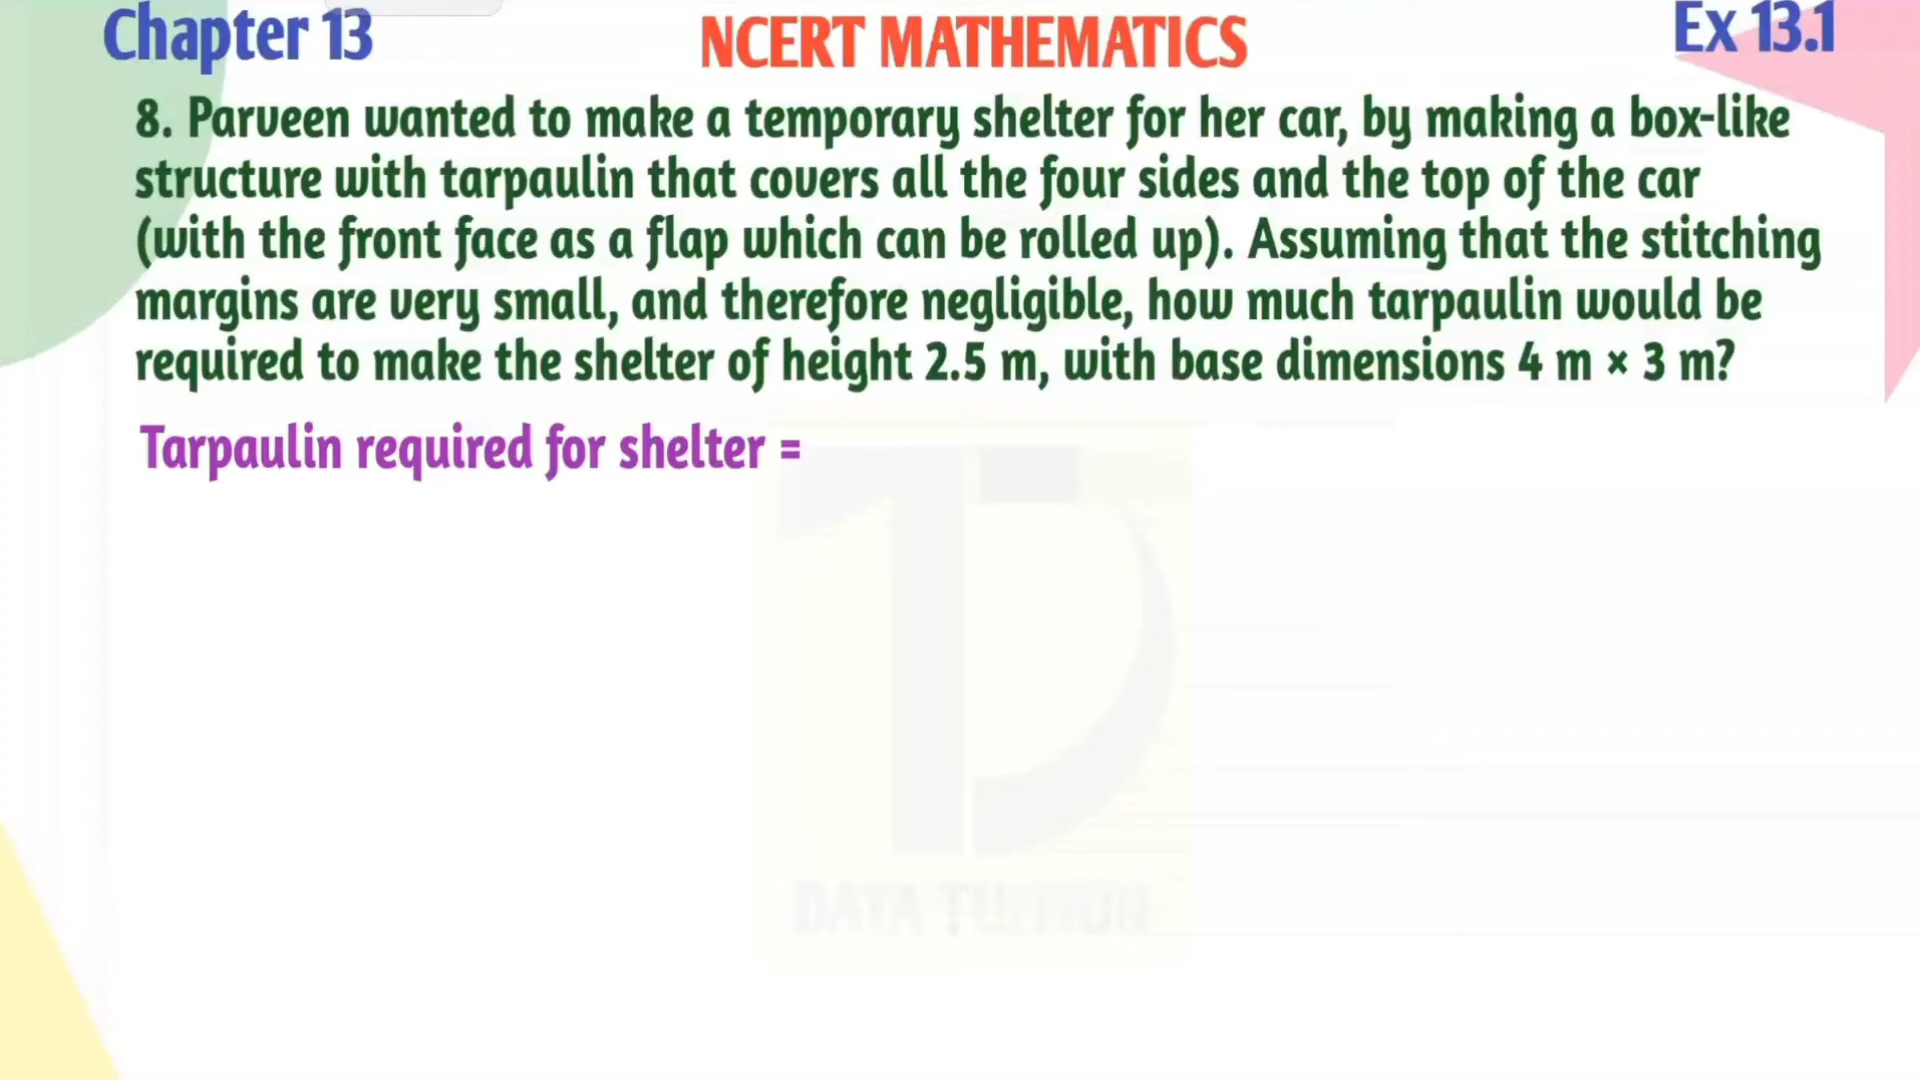 Chapter 13
NCERT MATHEMATICS
Ex 13.1
8. Parveen wanted to make a temporary shelter for her car, by making a box-like
structure with tarpaulin that covers all the four sides and the top of the car
(with the front face as a flap which can be rolled up). Assuming that the stitching
margins are very small, and therefore negligible, how much tarpaulin would be
required to make the shelter of height 2.5 m, with base dimensions 4 m × 3 m?
Tarpaulin required for shelter =
DAYA TUITION